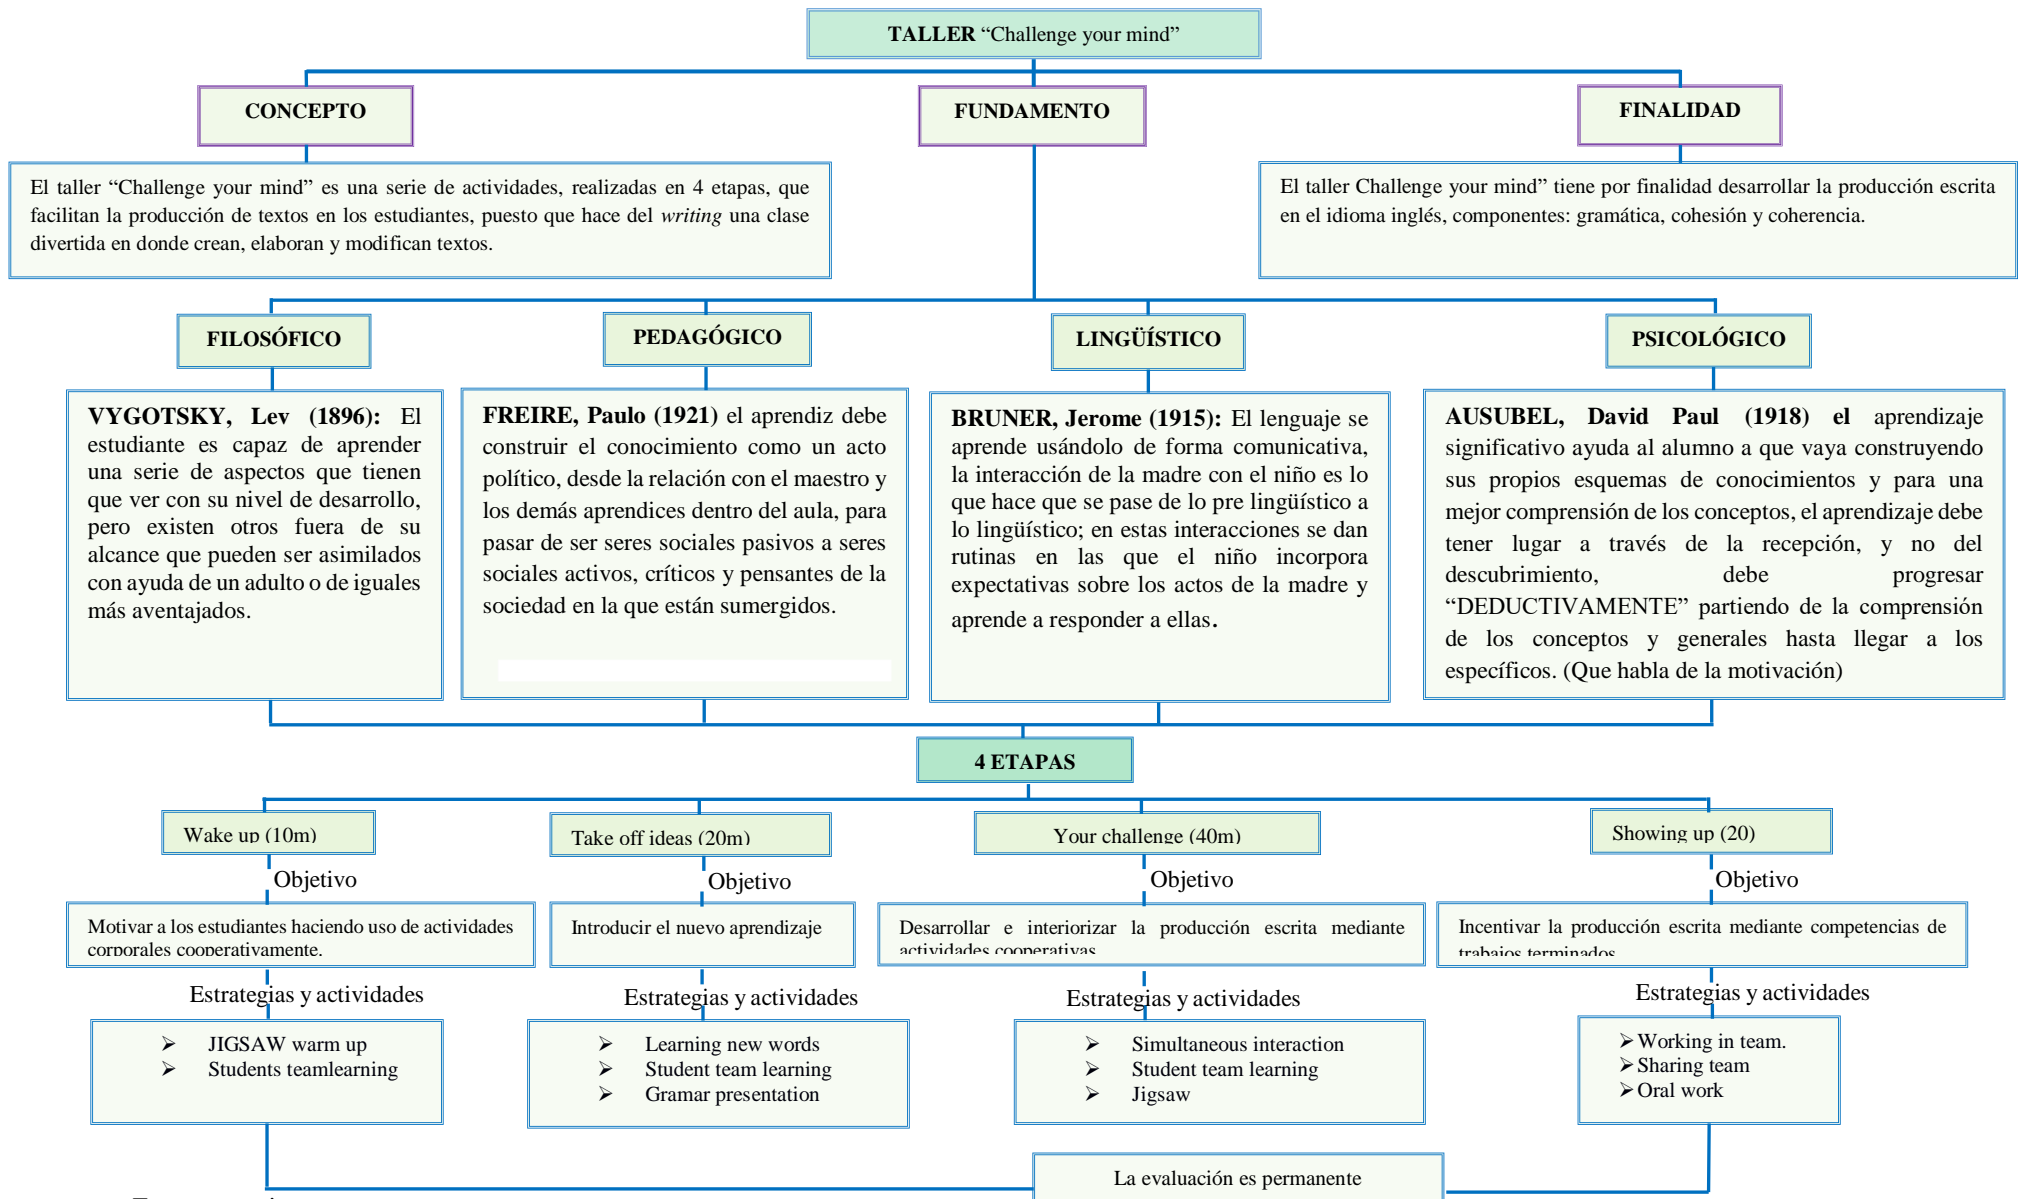 TALLER “Challenge your mind”
CONCEPTO
FUNDAMENTO
FINALIDAD
El taller “Challenge your mind” es una serie de actividades, realizadas en 4 etapas, que
facilitan la producción de textos en los estudiantes, puesto que hace del writing una clase
divertida en donde crean, elaboran y modifican textos.
El taller Challenge your mind” tiene por finalidad desarrollar la producción escrita
en el idioma inglés, componentes: gramática, cohesión y coherencia.
FILOSÓFICO
PEDAGÓGICO
LINGÜÍSTICO
PSICOLÓGICO
VYGOTSKY, Lev (1896): El
estudiante es capaz de aprender
una serie de aspectos que tienen
que ver con su nivel de desarrollo,
pero existen otros fuera de su
alcance que pueden ser asimilados
con ayuda de un adulto o de iguales
más aventajados.
FREIRE, Paulo (1921) el aprendiz debe
construir el conocimiento como un acto
político, desde la relación con el maestro y
los demás aprendices dentro del aula, para
pasar de ser seres sociales pasivos a seres
sociales activos, críticos y pensantes de la
sociedad en la que están sumergidos.
BRUNER, Jerome (1915): El lenguaje se
aprende usándolo de forma comunicativa,
la interacción de la madre con el niño es lo
que hace que se pase de lo pre lingüístico a
lo lingüístico; en estas interacciones se dan
rutinas en las que el niño incorpora
expectativas sobre los actos de la madre y
aprende a responder a ellas.
AUSUBEL, David Paul (1918) el aprendizaje
significativo ayuda al alumno a que vaya construyendo
sus propios esquemas de conocimientos y para una
mejor comprensión de los conceptos, el aprendizaje debe
tener lugar a través de la recepción, y no del
descubrimiento, debe progresar
“DEDUCTIVAMENTE” partiendo de la comprensión
de los conceptos y generales hasta llegar a los
específicos. (Que habla de la motivación)
4 ETAPAS
Wake up (10m)
Take off ideas (20m)
Your challenge (40m)
Showing up (20)
Objetivo
Objetivo
Objetivo
Objetivo
Motivar a los estudiantes haciendo uso de actividades
corporales cooperativamente.
Introducir el nuevo aprendizaje
Desarrollar e interiorizar la producción escrita mediante
actividades cooperativas
Incentivar la producción escrita mediante competencias de
trabajos terminados
Estrategias y actividades
Estrategias y actividades
Estrategias y actividades
Estrategias y actividades
➢ JIGSAW warm up
➢ Students teamlearning
➢ Learning new words
➢ Student team learning
➢ Gramar presentation
➢ Simultaneous interaction
➢ Student team learning
➢ Jigsaw
➢ Working in team.
➢ Sharing team
➢ Oral work
La evaluación es permanente